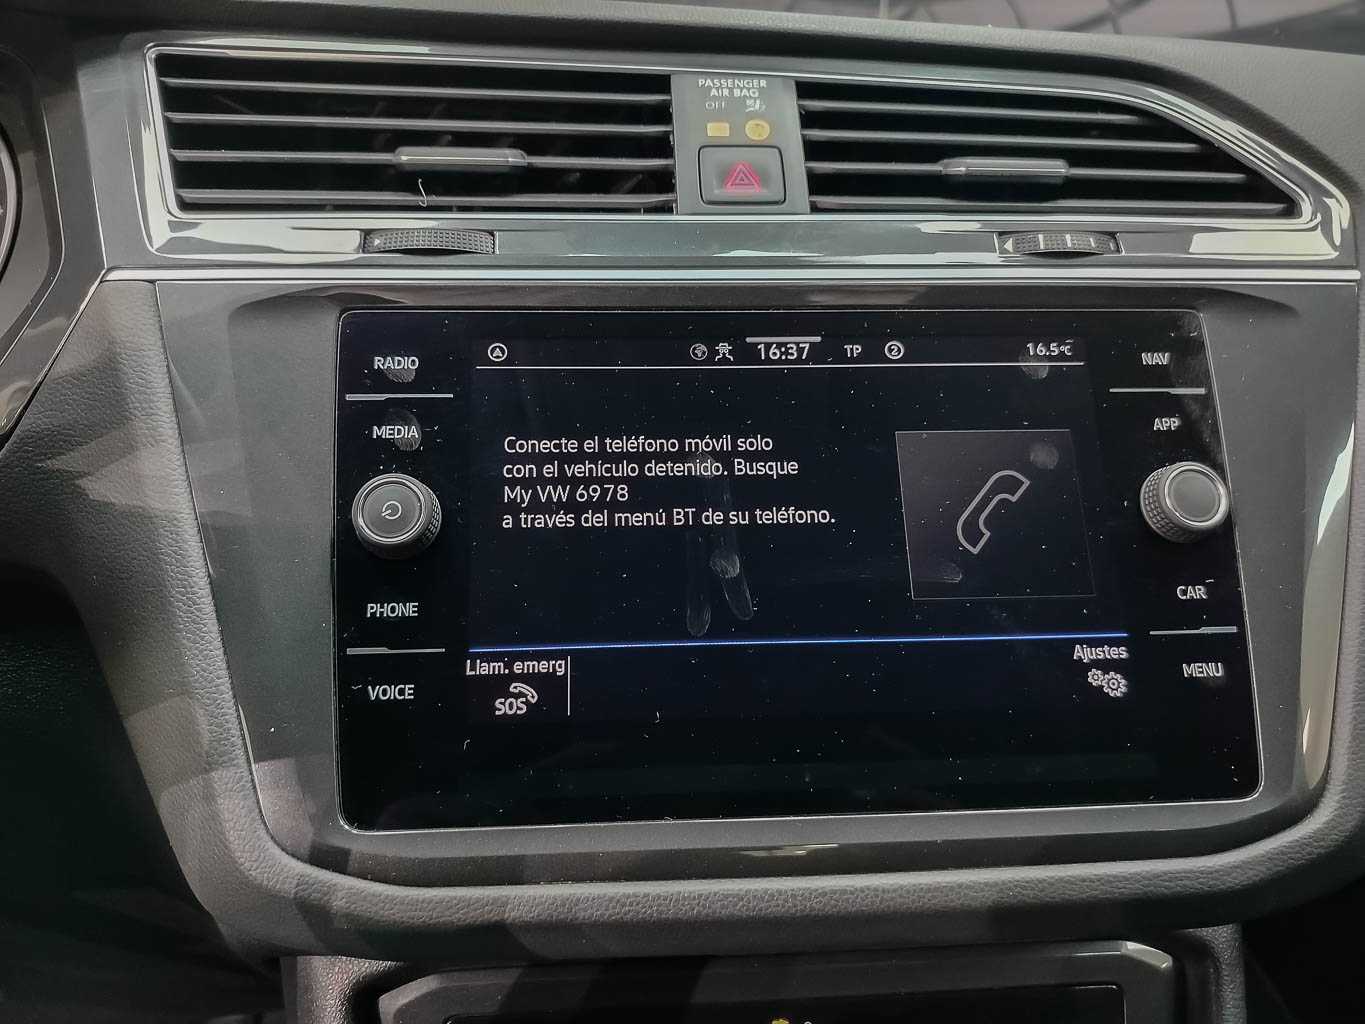 PASSENGER
AIR BAG
OFF
RADIO
MEDIA
PHONE
VOICE
16:37
TP
2
16.5°C
Conecte el teléfono móvil solo
con el vehículo detenido. Busque
My VW 6978
a través del menú BT de su teléfono.
Llam. emerg
SOS
Ajustes
NAV
APP
CAR
MENU